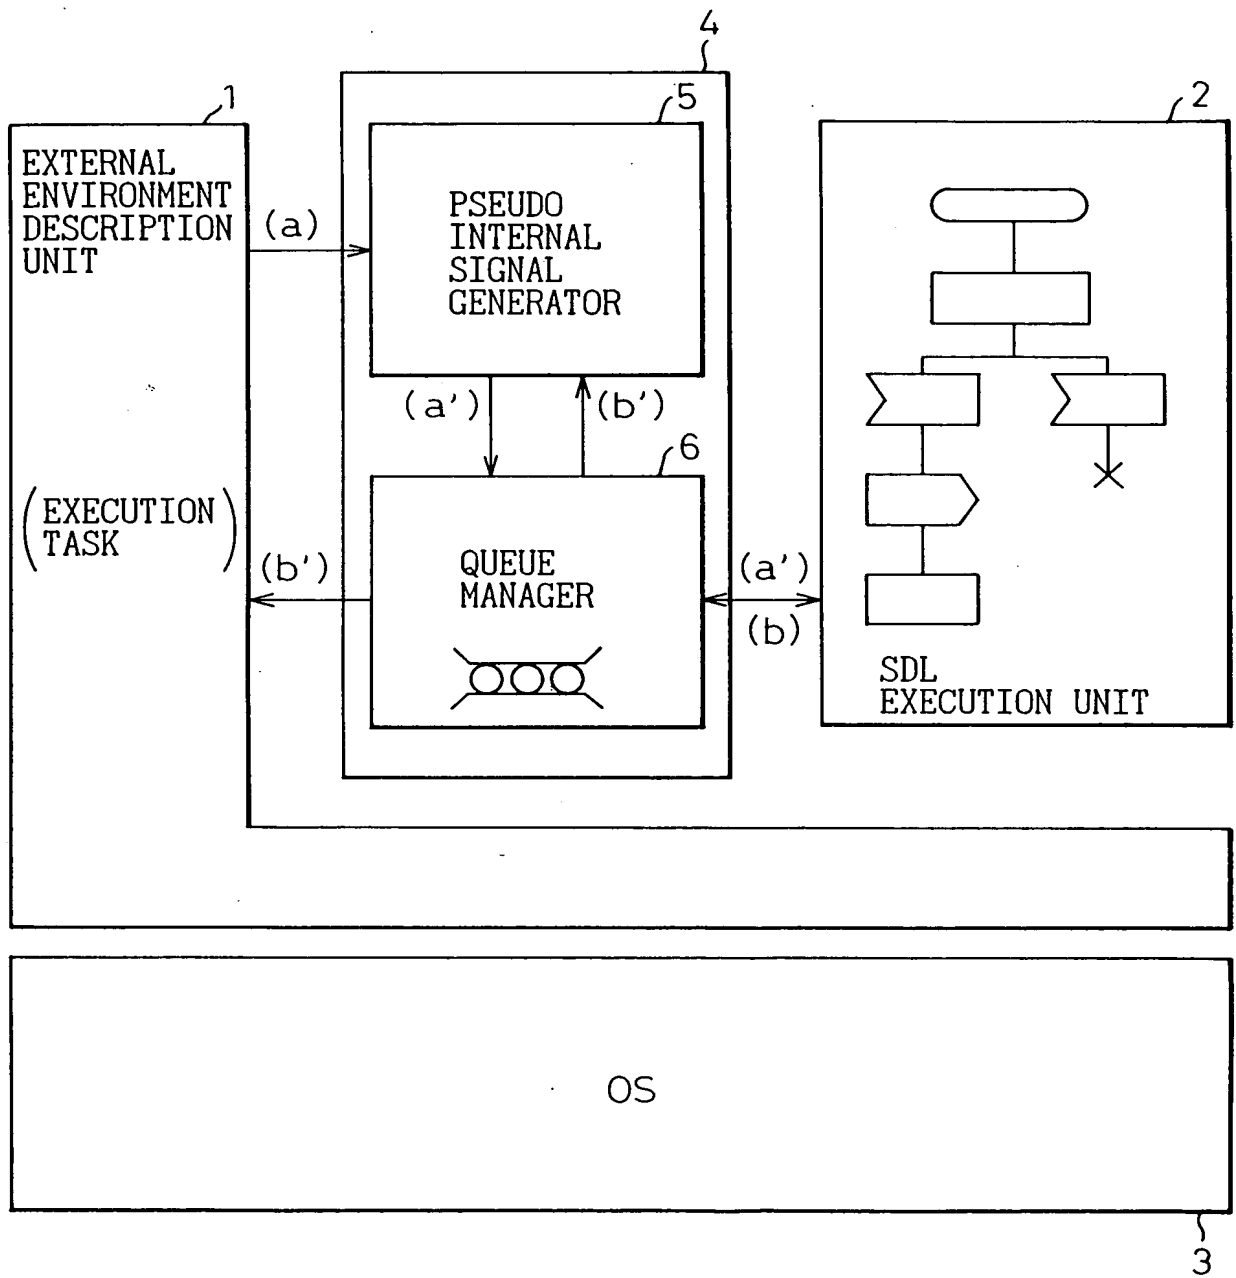 4
1
5
2
EXTERNAL
ENVIRONMENT
DESCRIPTION
UNIT
(a)
PSEUDO
INTERNAL
SIGNAL
GENERATOR
(a')
(b')
6
(EXECUTION
TASK)
(b')
QUEUE
MANAGER
(a')
(b)
SDL
EXECUTION UNIT
OS
3